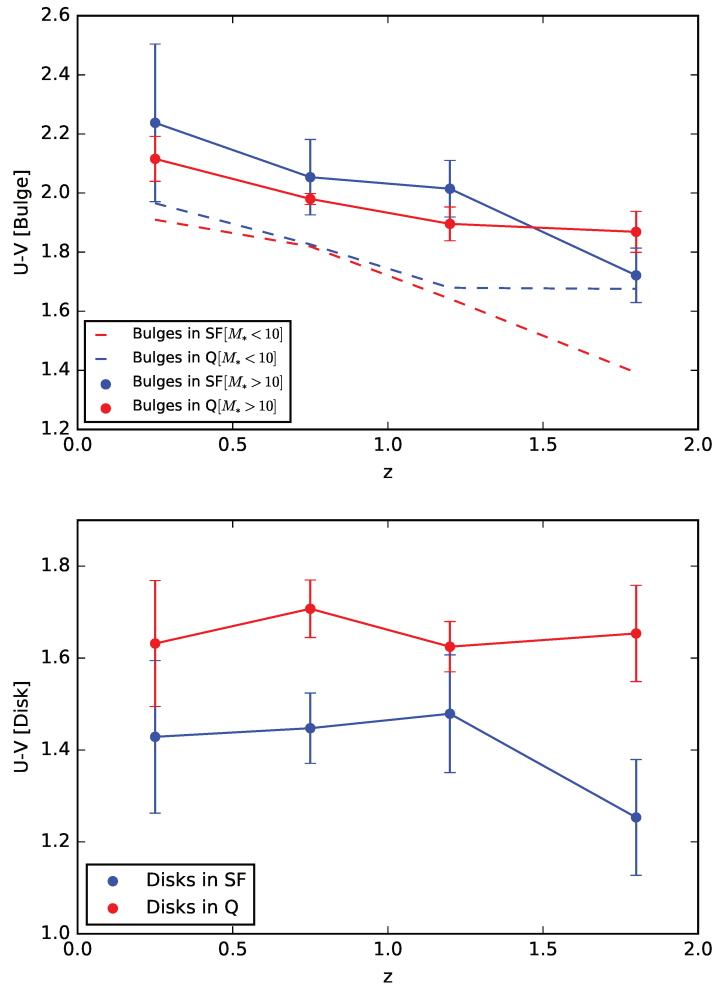 2.6
2.4
2.2
2.0
1.8
1.6
1.4
1.2
U-V [Bulge]
Bulges in SF[M* < 10]
Bulges in Q[M* < 10]
Bulges in SF[M* > 10]
Bulges in Q[M* > 10]
0.0 0.5 1.0 1.5 2.0
z
1.8
1.6
1.4
1.2
1.0
U-V [Disk]
Disks in SF
Disks in Q
0.0 0.5 1.0 1.5 2.0
z